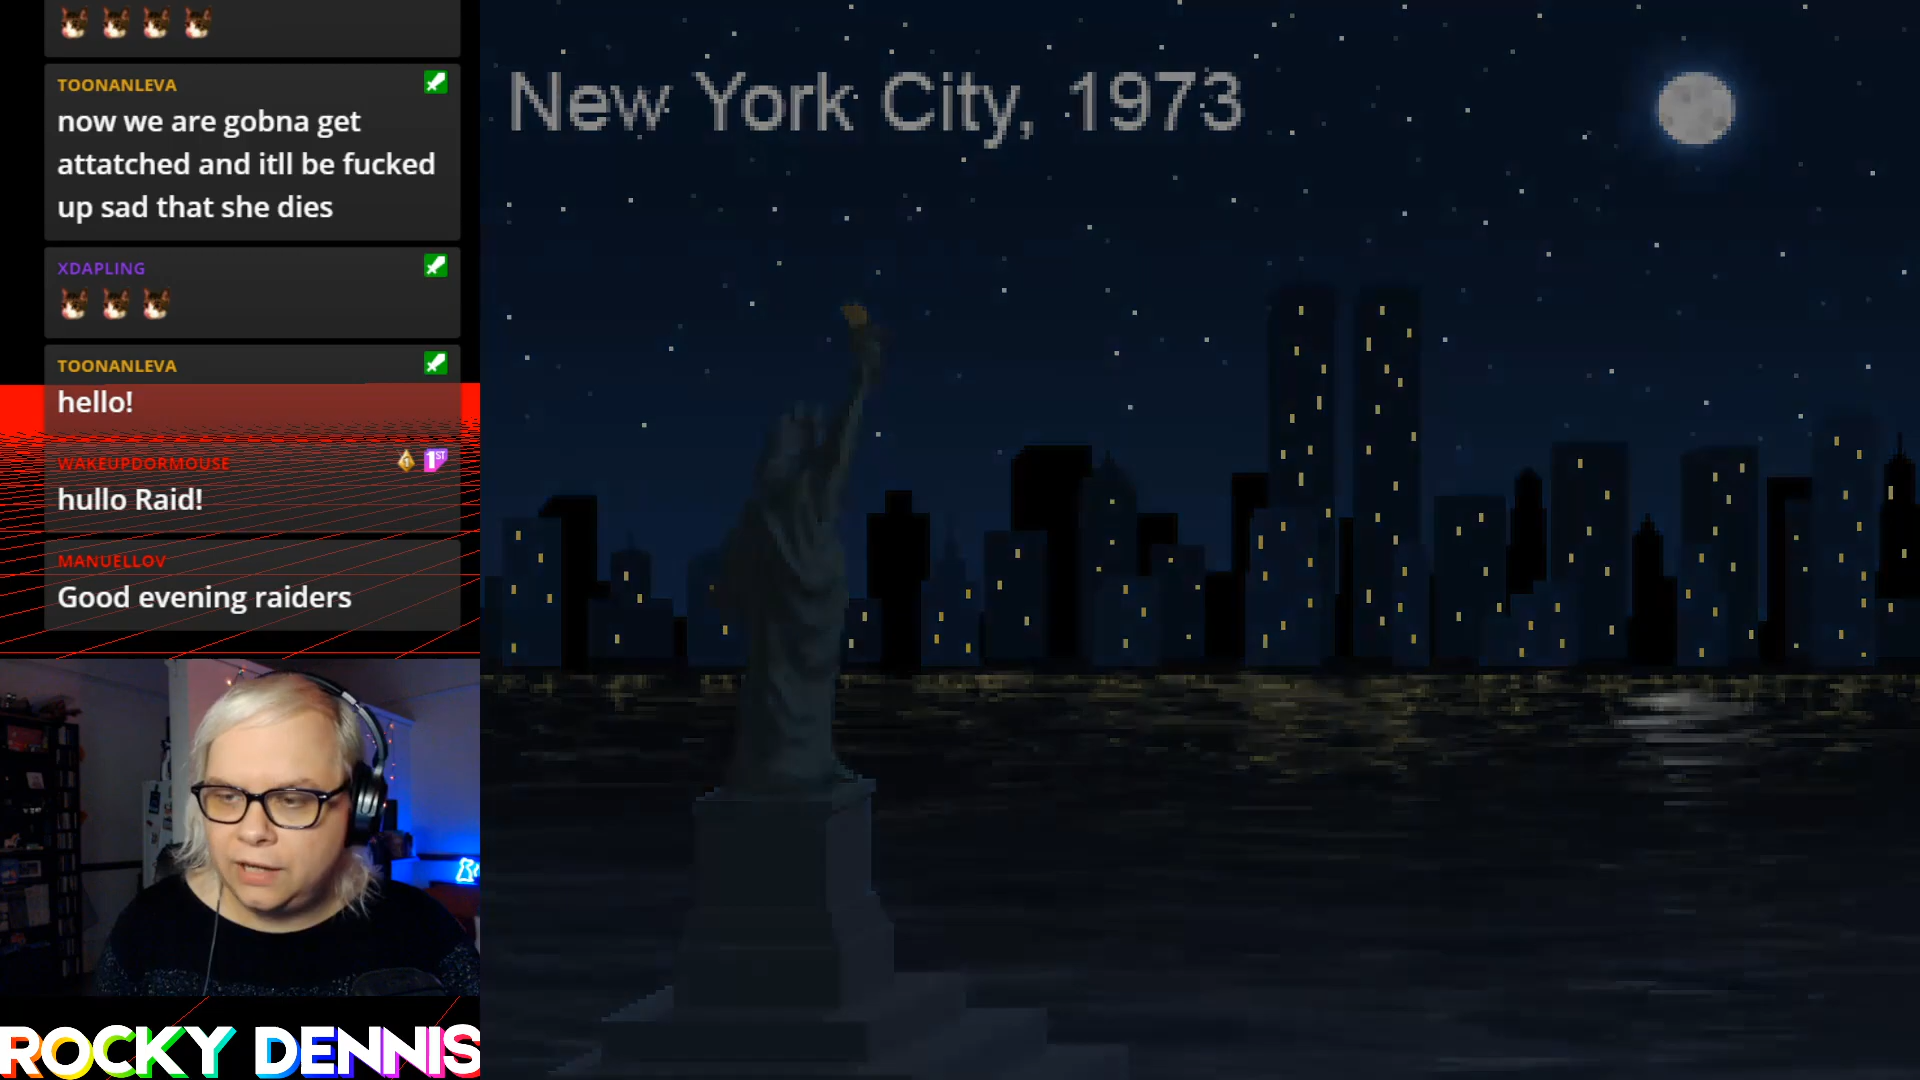 TOONANLEVA
now we are gobna get
attatched and itll be fucked
up sad that she dies
XDAPLING
TOONANLEVA
hello!
WAKEUPDORMOUSE
1ST
hullo Raid!
MANUELLOV
Good evening raiders
ROCKY DENNIS
New York City, 1973